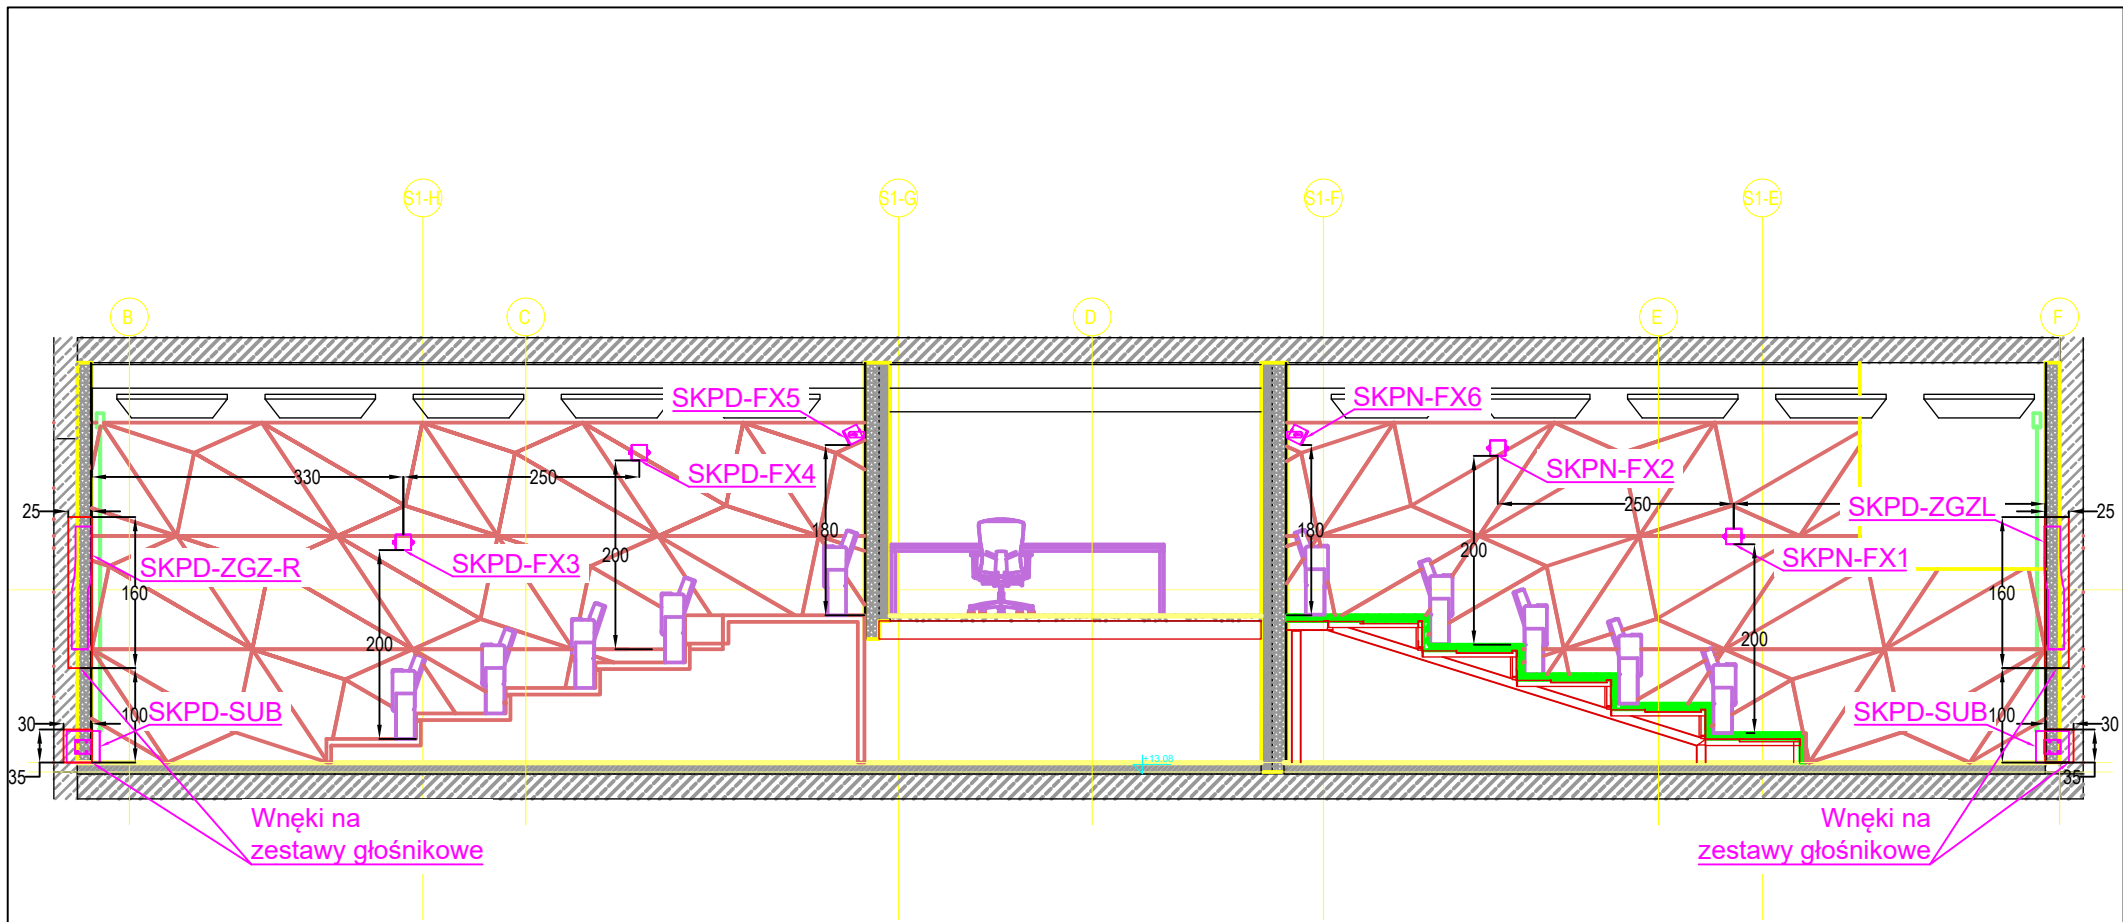 S1-H
S1-G
S1-F
S1-E
B
C
D
E
F
SKPD-FX5
SKPN-FX6
SKPD-FX4
SKPN-FX2
330
250
250
25
SKPD-ZGZL
25
180
180
SKPD-FX3
200
200
SKPN-FX1
SKPD-ZGZ-R
160
160
200
200
SKPD-SUB
SKPD-SUB
30
100
100
30
+13.08
35
35
Wnęki na
zestawy głośnikowe
Wnęki na
zestawy głośnikowe